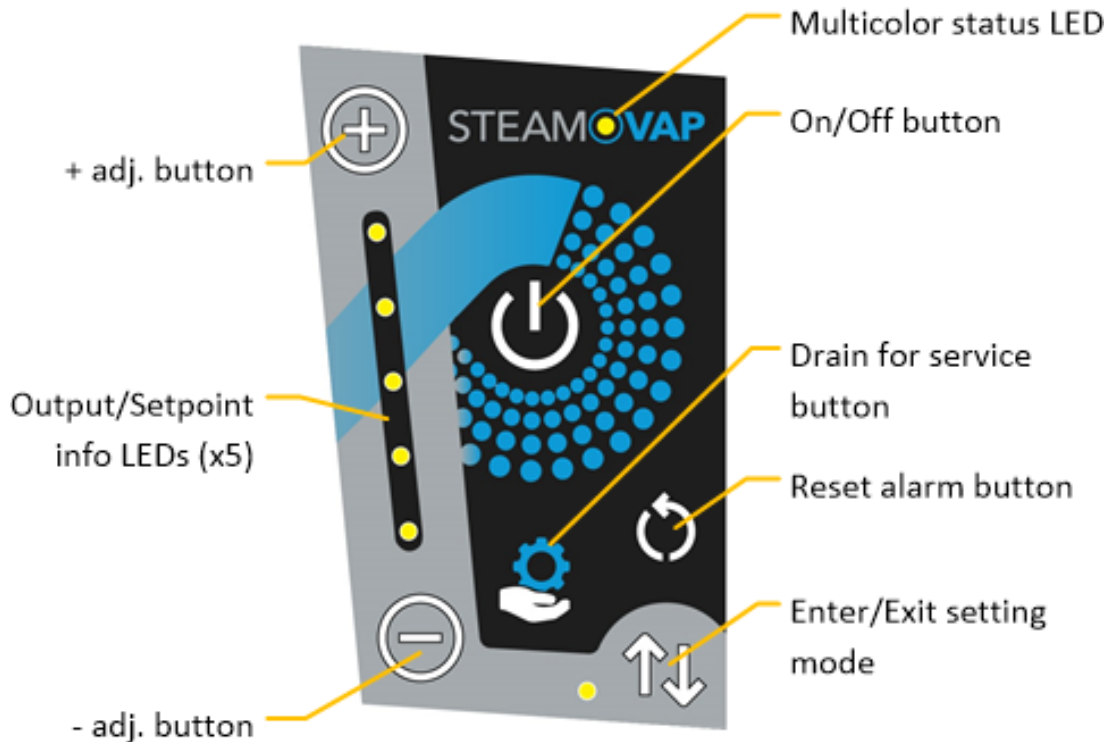 Multicolor status LED
STEAMOVAP
On/Off button
+ adj. button
Drain for service
button
Output/Setpoint
info LEDs (x5)
Reset alarm button
Enter/Exit setting
mode
- adj. button